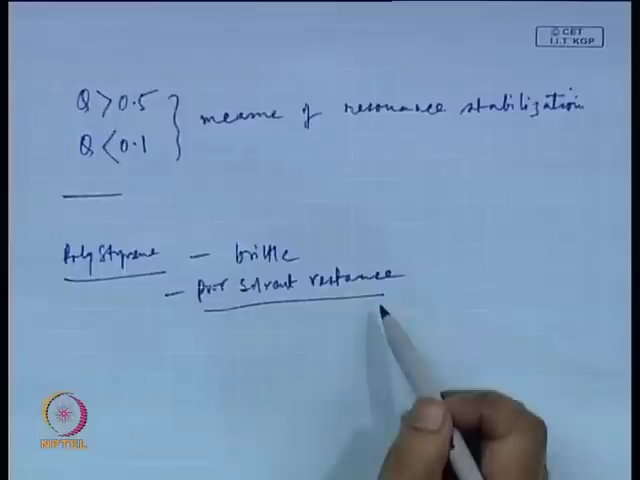 © CET
I.I.T. KGP
Q > 0.5
Q < 0.1
measure of resonance stabilization
Polystyrene - brittle
- poor solvent resistance
NPTEL